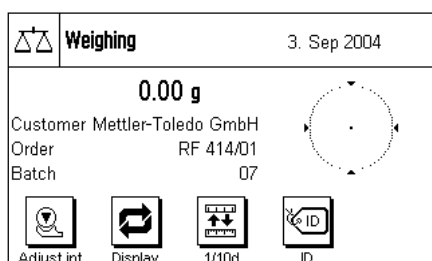 Weighing 3. Sep 2004
0.00 g
Customer Mettler-Toledo GmbH
Order RF 414/01
Batch 07
ID
Adjust.int Display 1/10d ID